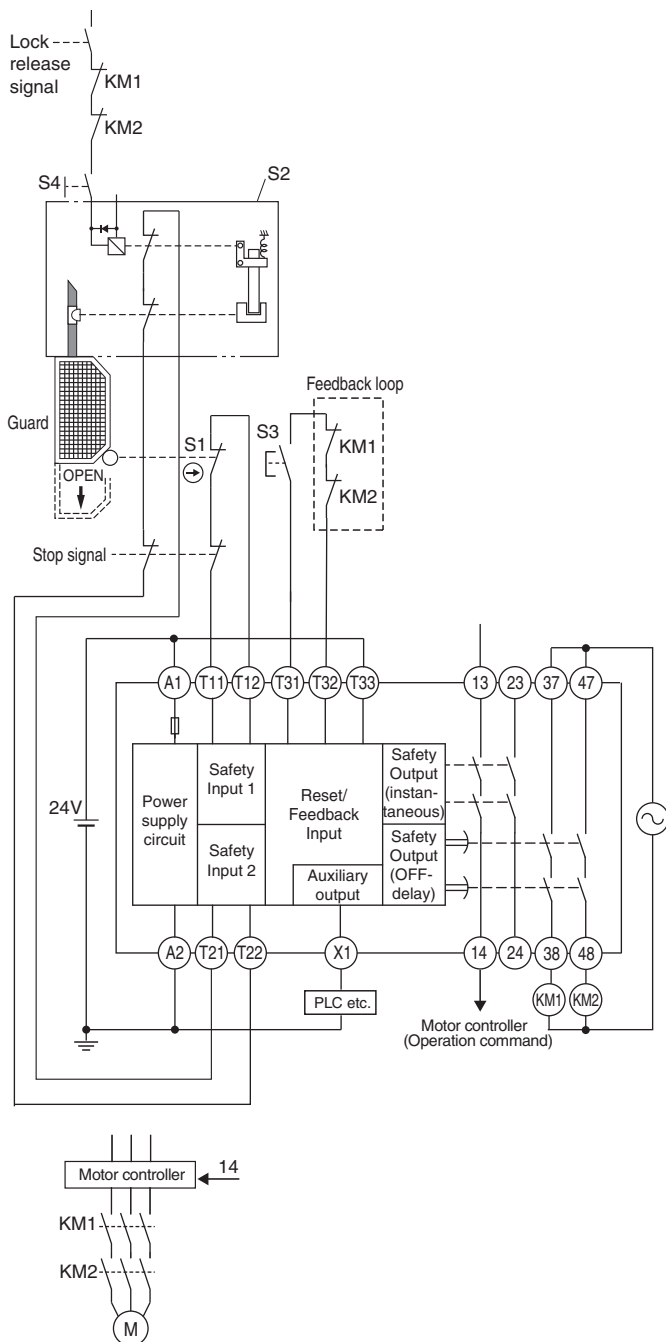 Lock
release
signal
KM1
KM2
S4
S2
Guard
OPEN
Feedback loop
S1
S3
KM1
KM2
Stop signal
A1
T11
T12
T31
T32
T33
13
23
37
47
24V
Power
supply
circuit
Safety
Input 1
Safety
Input 2
Reset/
Feedback
Input
Auxiliary
output
Safety
Output
(instan-
taneous)
Safety
Output
(OFF-
delay)
A2
T21
T22
X1
14
24
38
48
PLC etc.
KM1
KM2
Motor controller
(Operation command)
Motor controller
14
KM1
KM2
M